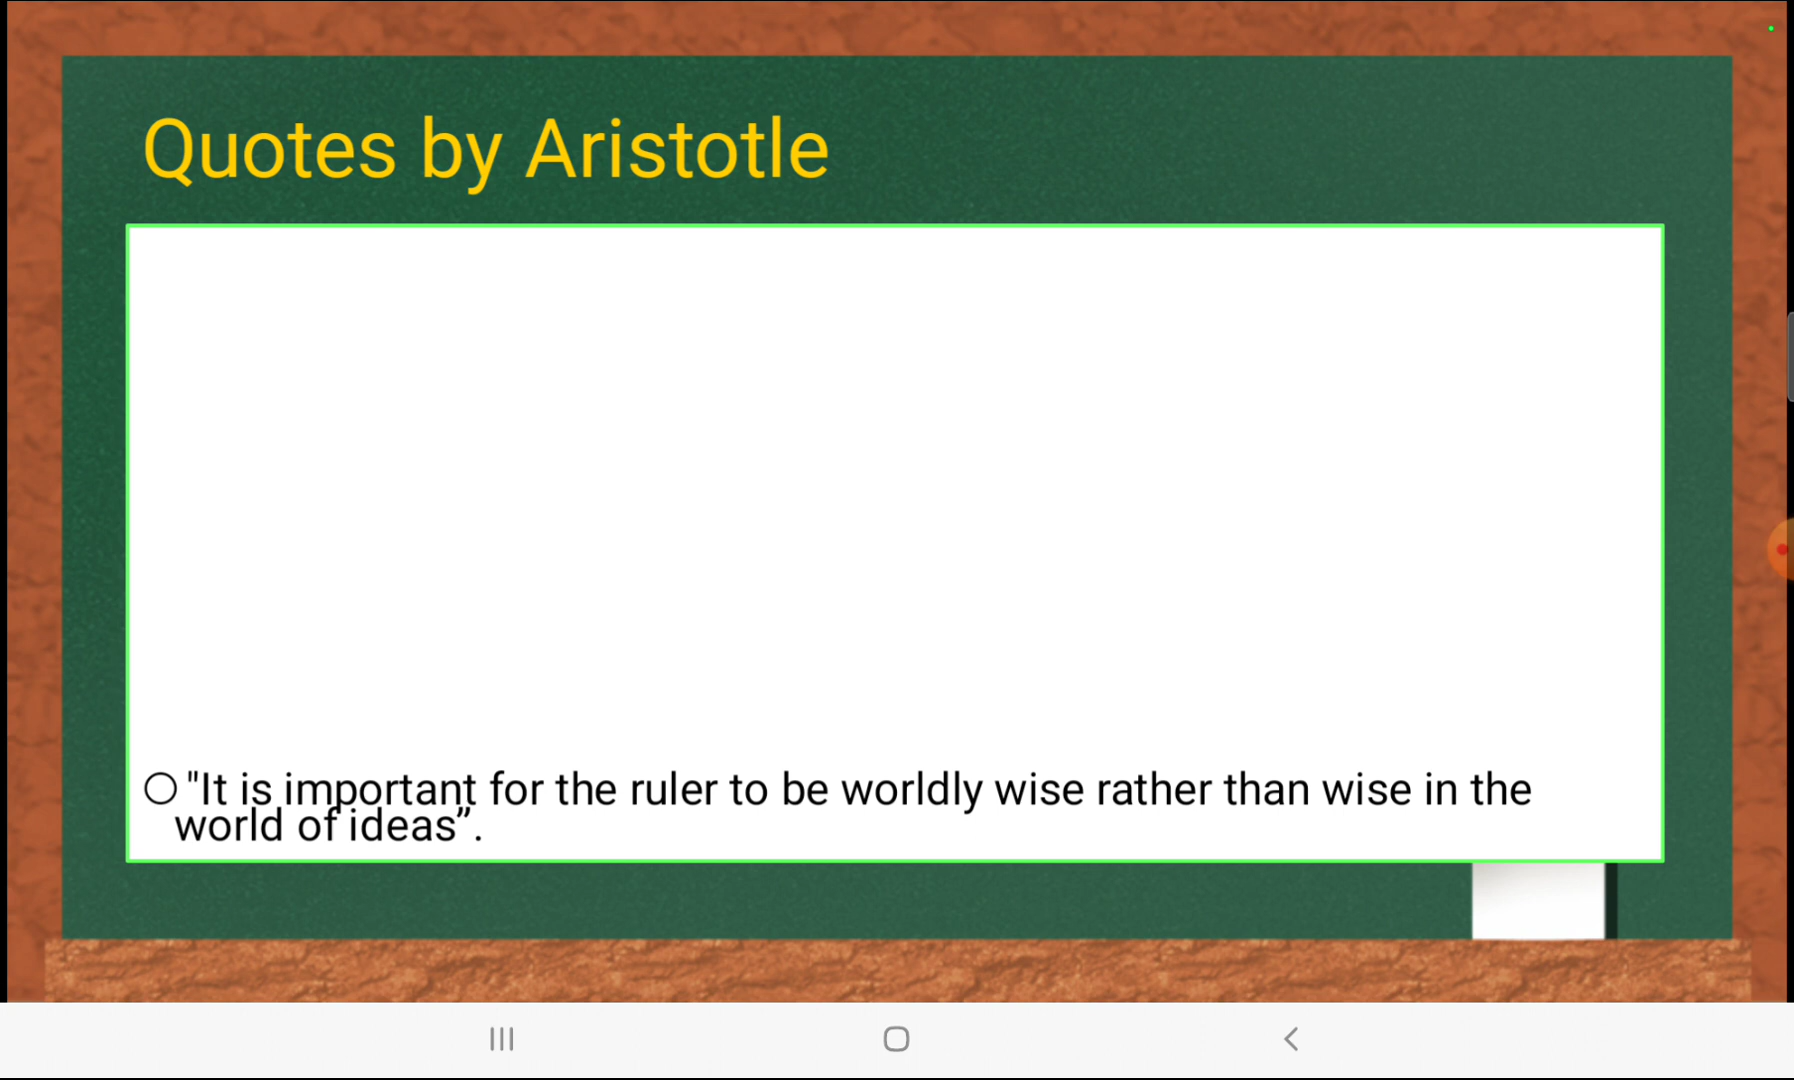 Quotes by Aristotle
"It is important for the ruler to be worldly wise rather than wise in the
world of ideas”.